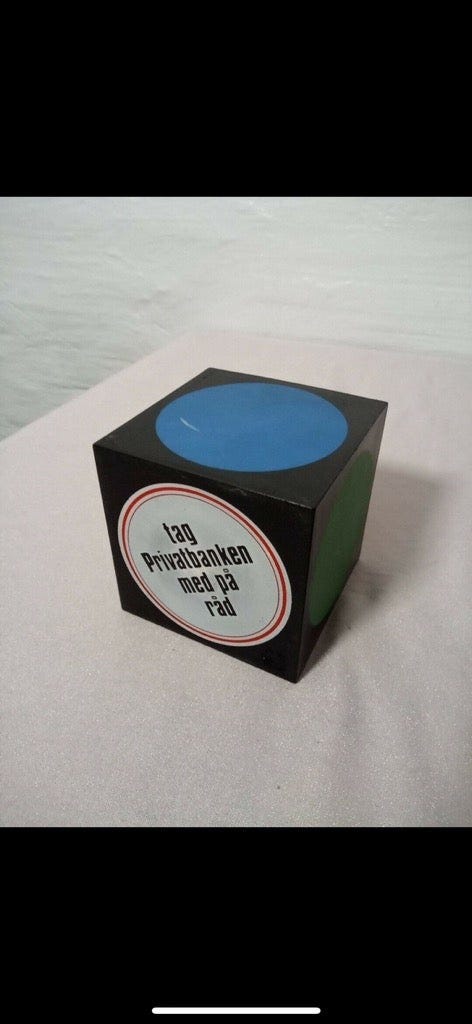 tag
Privatbanken
med på
råd